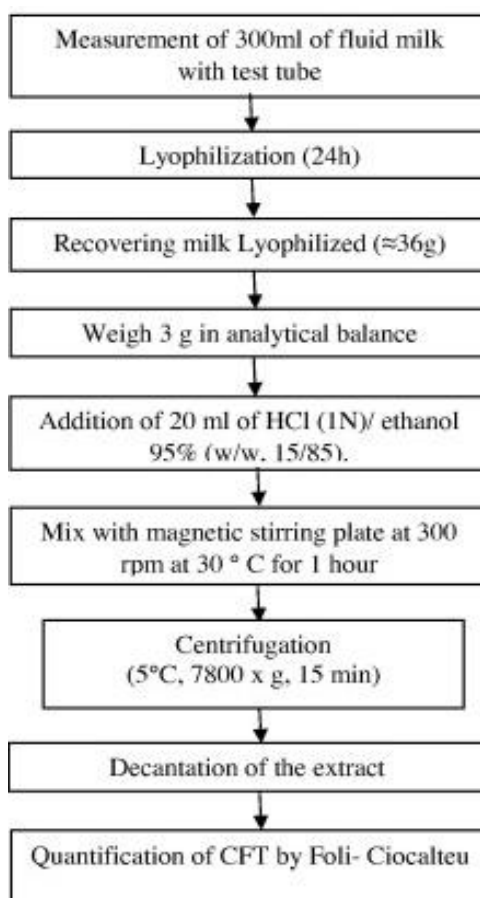 Measurement of 300ml of fluid milk
with test tube
Lyophilization (24h)
Recovering milk Lyophilized (≈36g)
Weigh 3 g in analytical balance
Addition of 20 ml of HCl (1N)/ ethanol
95% (w/w, 15/85).
Mix with magnetic stirring plate at 300
rpm at 30 ° C for 1 hour
Centrifugation
(5°C, 7800 x g, 15 min)
Decantation of the extract
Quantification of CFT by Foli- Ciocalteu